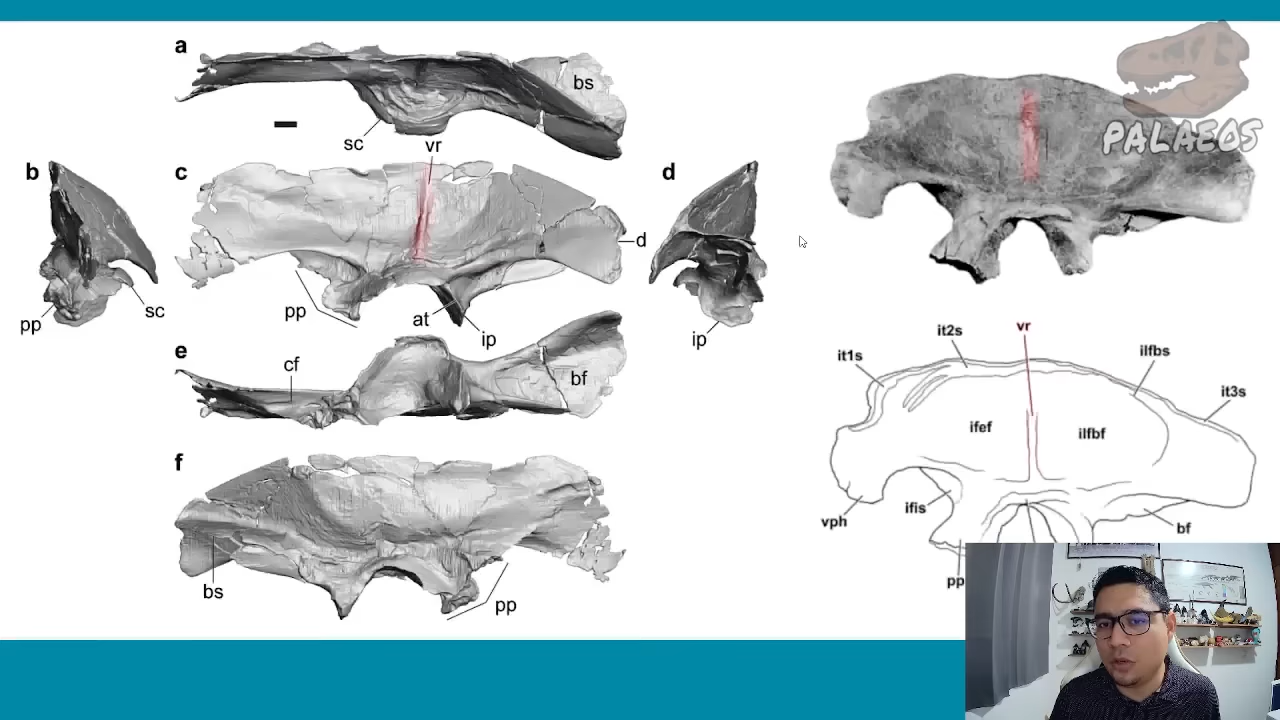 a
bs
sc
b
c
vr
d
d
pp
sc
pp
at
ip
ip
e
cf
bf
f
bs
pp
PALAEOS
it1s
it2s
vr
ilfbs
it3s
ifef
ilfbf
vph
ifis
bf
pp